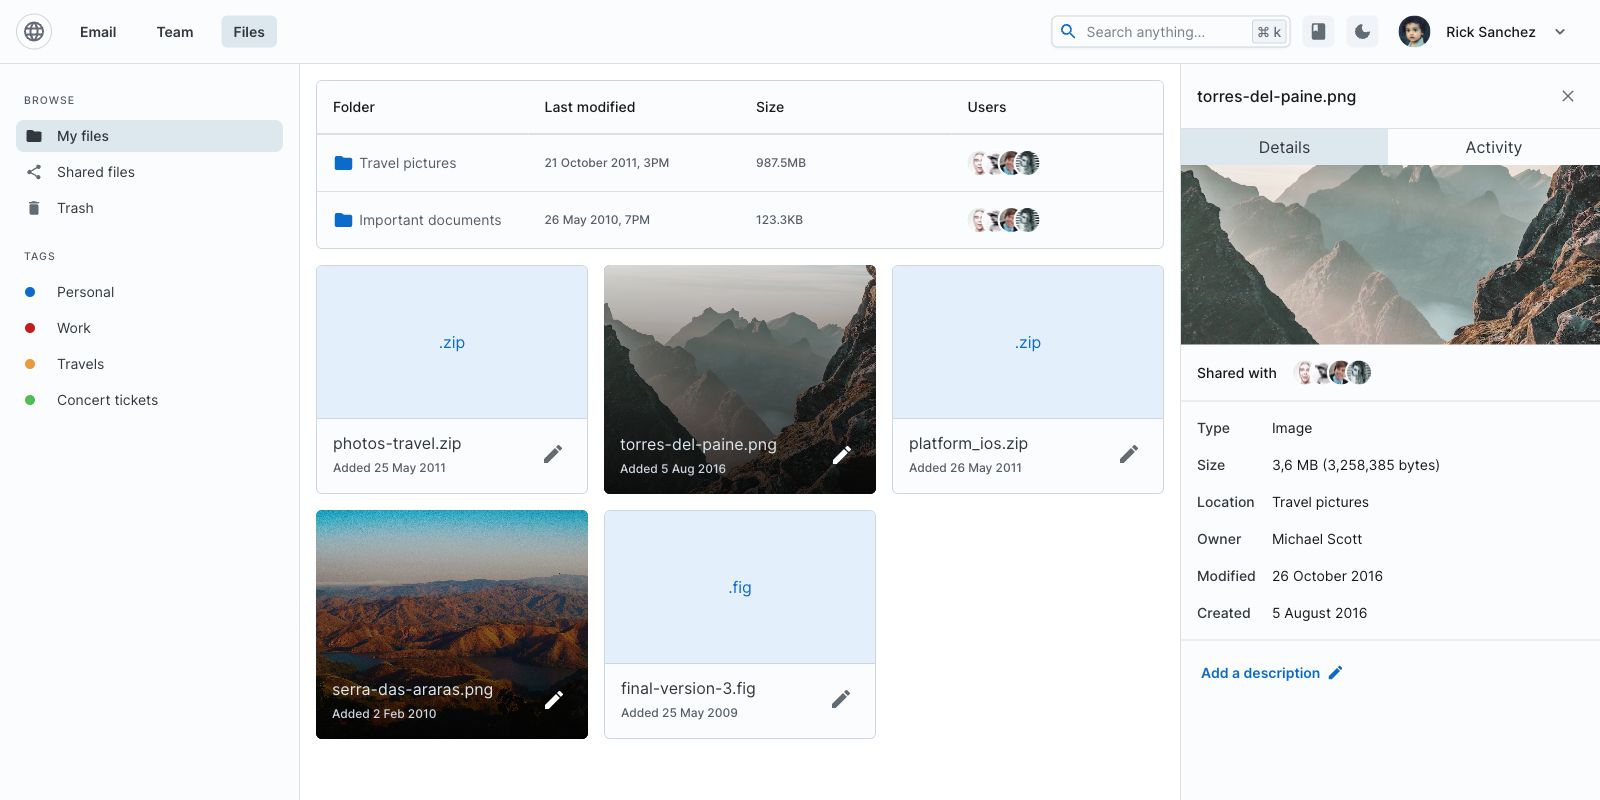 Email
Team
Files
Search anything...
⌘ k
Rick Sanchez
BROWSE
My files
Shared files
Trash
TAGS
Personal
Work
Travels
Concert tickets
Folder Last modified Size Users
Travel pictures 21 October 2011, 3PM 987.5MB
Important documents 26 May 2010, 7PM 123.3KB
.zip
photos-travel.zip
Added 25 May 2011
torres-del-paine.png
Added 5 Aug 2016
.zip
platform_ios.zip
Added 26 May 2011
serra-das-araras.png
Added 2 Feb 2010
.fig
final-version-3.fig
Added 25 May 2009
torres-del-paine.png
Details
Activity
Shared with
Type Image
Size 3,6 MB (3,258,385 bytes)
Location Travel pictures
Owner Michael Scott
Modified 26 October 2016
Created 5 August 2016
Add a description